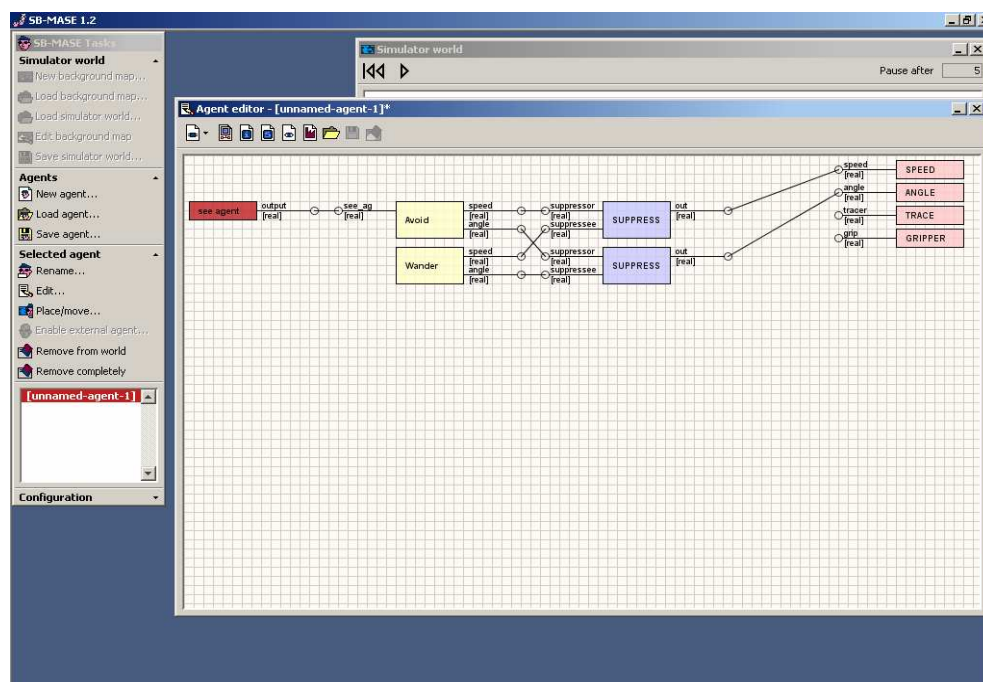 SB-MASE 1.2
SB-MASE Tasks
Simulator world
New background map...
Load background map...
Load simulator world...
Edit background map
Save simulator world...
Agents
New agent...
Load agent...
Save agent...
Selected agent
Rename...
Edit...
Place/move...
Enable external agent...
Remove from world
Remove completely
[unnamed-agent-1]
Configuration
Simulator world
Pause after 5
Agent editor - [unnamed-agent-1]*
see agent
output
[real]
see_ag
[real]
Avoid
speed
[real]
angle
[real]
Wander
speed
[real]
angle
[real]
suppressor
[real]
suppressee
[real]
SUPPRESS
out
[real]
suppressor
[real]
suppressee
[real]
SUPPRESS
out
[real]
speed
[real]
SPEED
angle
[real]
ANGLE
tracer
[real]
TRACE
grip
[real]
GRIPPER